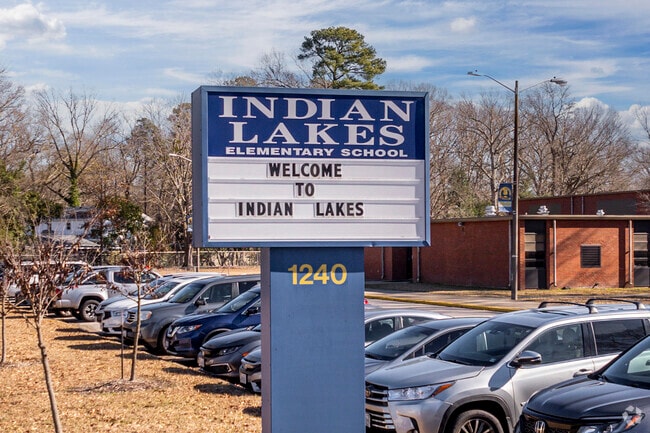 INDIAN
LAKES
ELEMENTARY SCHOOL
WELCOME
TO
INDIAN LAKES
1240